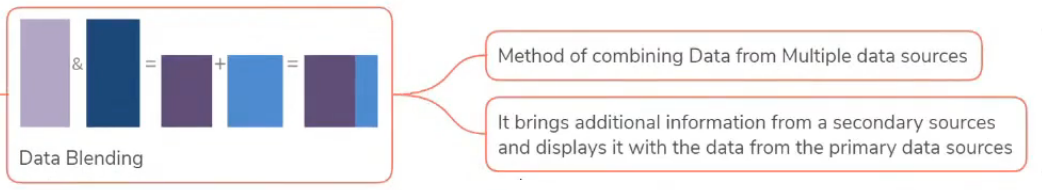 & = + =
Data Blending
Method of combining Data from Multiple data sources
It brings additional information from a secondary sources
and displays it with the data from the primary data sources